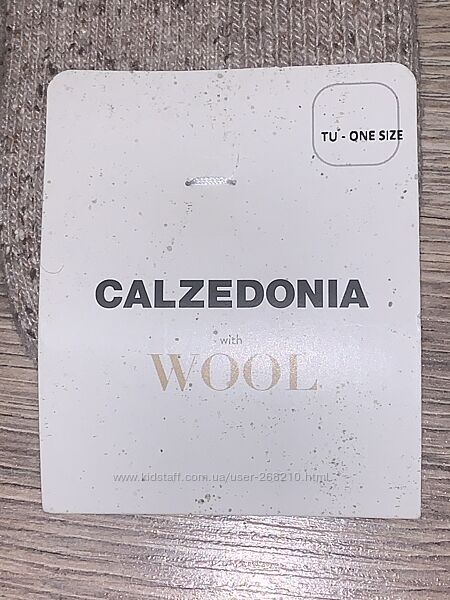 TU - ONE SIZE
CALZEDONIA
with
WOOL
www.kidstaff.com.ua/user-268210.html